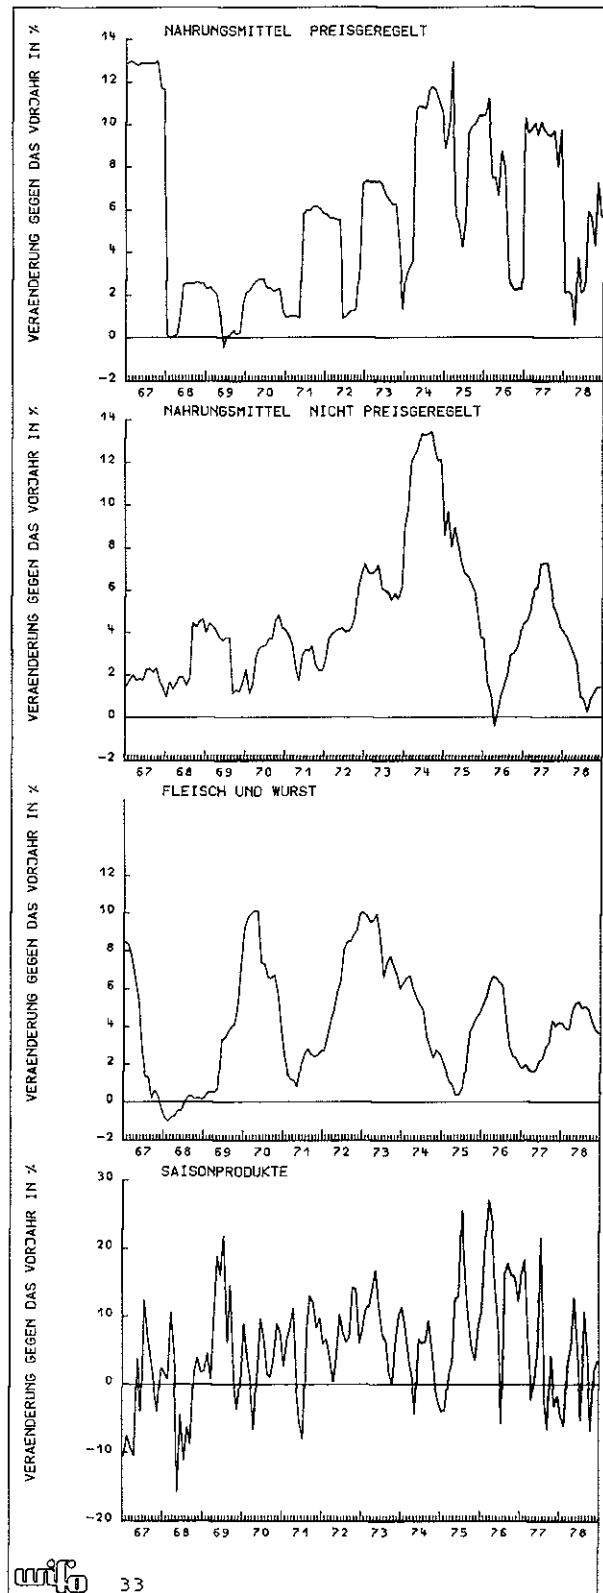 NAHRUNGSMITTEL PREISGEREGELT
VERAENDERUNG GEGEN DAS VORJAHR IN %
14
12
10
8
6
4
2
0
-2
67 68 69 70 71 72 73 74 75 76 77 78
NAHRUNGSMITTEL NICHT PREISGEREGELT
VERAENDERUNG GEGEN DAS VORJAHR IN %
14
12
10
8
6
4
2
0
-2
67 68 69 70 71 72 73 74 75 76 77 78
FLEISCH UND WURST
VERAENDERUNG GEGEN DAS VORJAHR IN %
12
10
8
6
4
2
0
-2
67 68 69 70 71 72 73 74 75 76 77 78
SAISONPRODUKTE
VERAENDERUNG GEGEN DAS VORJAHR IN %
30
20
10
0
-10
-20
67 68 69 70 71 72 73 74 75 76 77 78
wifo 33